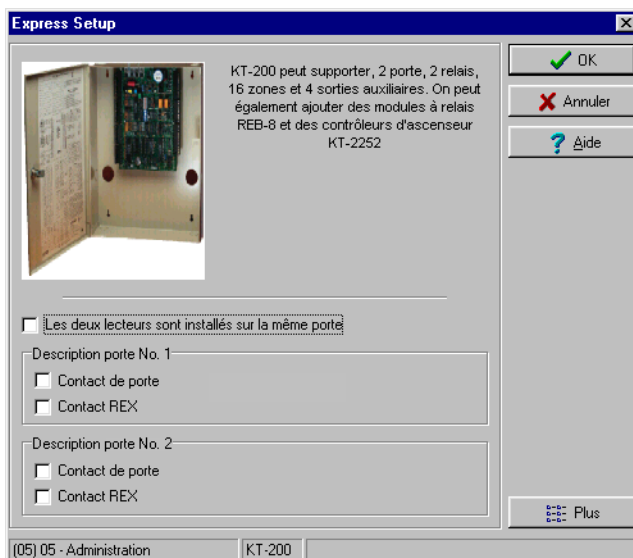 Express Setup
KT-200 peut supporter, 2 porte, 2 relais,
16 zones et 4 sorties auxiliaires. On peut
également ajouter des modules à relais
REB-8 et des contrôleurs d'ascenseur
KT-2252
OK
Annuler
Aide
Les deux lecteurs sont installés sur la même porte
Description porte No. 1
Contact de porte
Contact REX
Description porte No. 2
Contact de porte
Contact REX
Plus
(05) 05 - Administration
KT-200